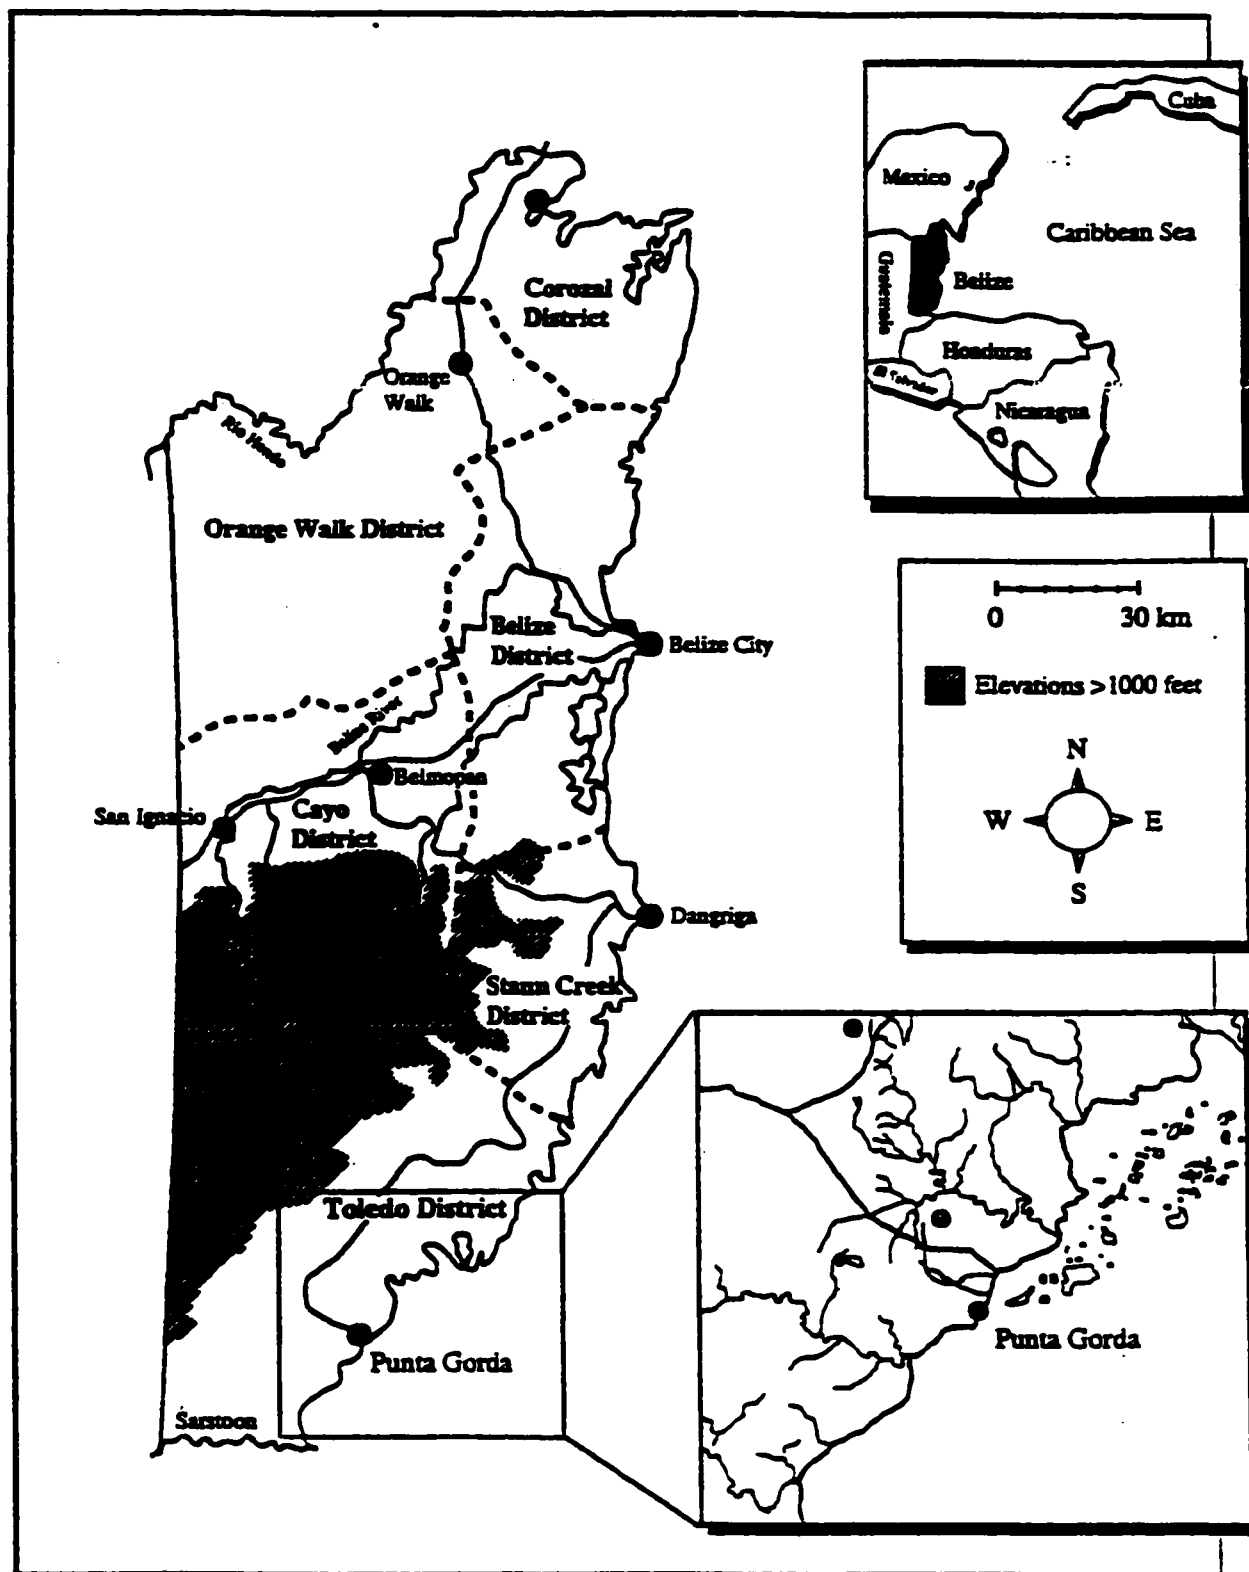 Cuba
Mexico
Caribbean Sea
Guatemala
Belize
Honduras
El Salvador
Nicaragua
Corozal
District
Orange
Walk
Rio Hondo
Orange Walk District
0 30 km
Elevations >1000 feet
N
W E
S
Belize
District
Belize City
Belize River
Belmopan
San Ignacio
Cayo
District
Dangriga
Stann Creek
District
Toledo District
Punta Gorda
Sarstoon
Punta Gorda